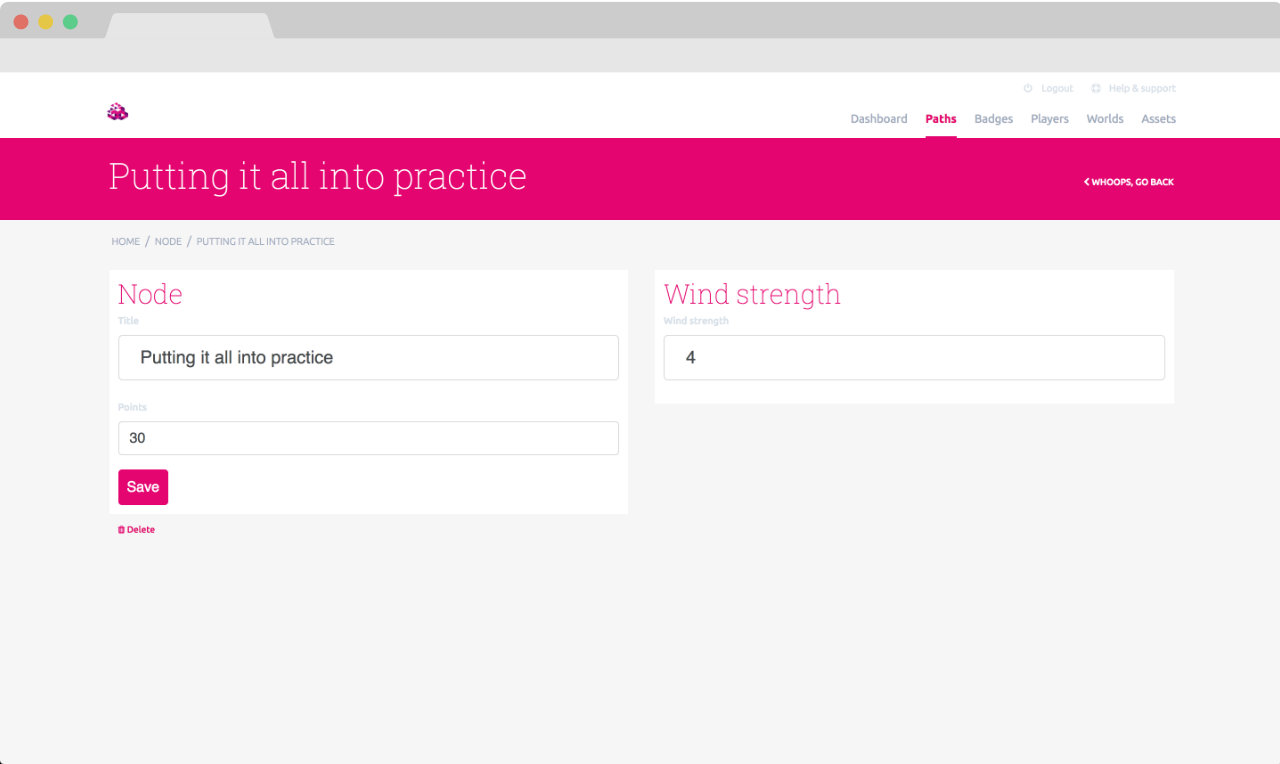 Logout Help & support
Dashboard Paths Badges Players Worlds Assets
Putting it all into practice
WHOOPS, GO BACK
HOME / NODE / PUTTING IT ALL INTO PRACTICE
Node
Title
Putting it all into practice
Points
30
Save
Delete
Wind strength
Wind strength
4